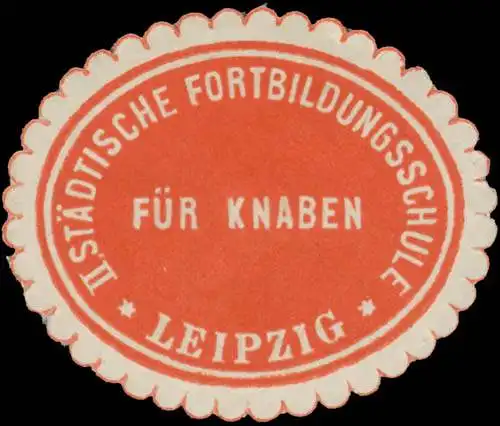 II. STÄDTISCHE FORTBILDUNGSSCHULE
FÜR KNABEN
* LEIPZIG *